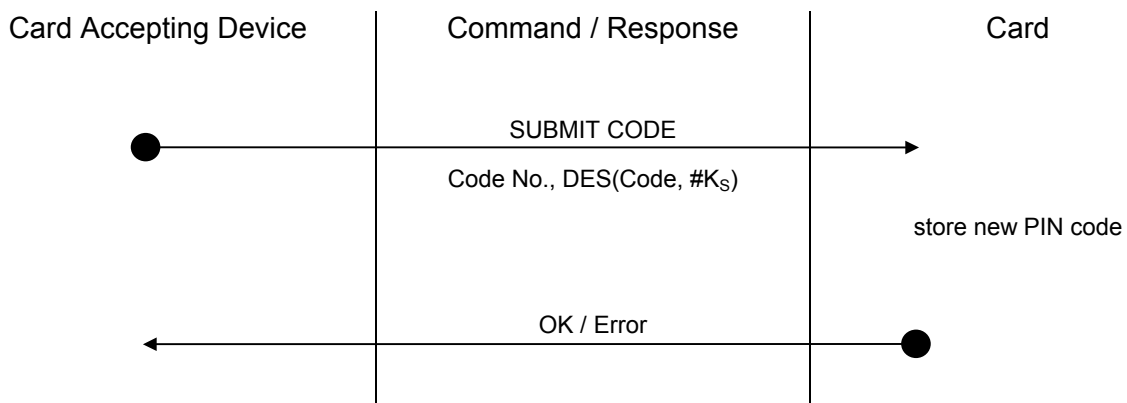 Card Accepting Device
Command / Response
Card
SUBMIT CODE
Code No., DES(Code, #KS)
store new PIN code
OK / Error